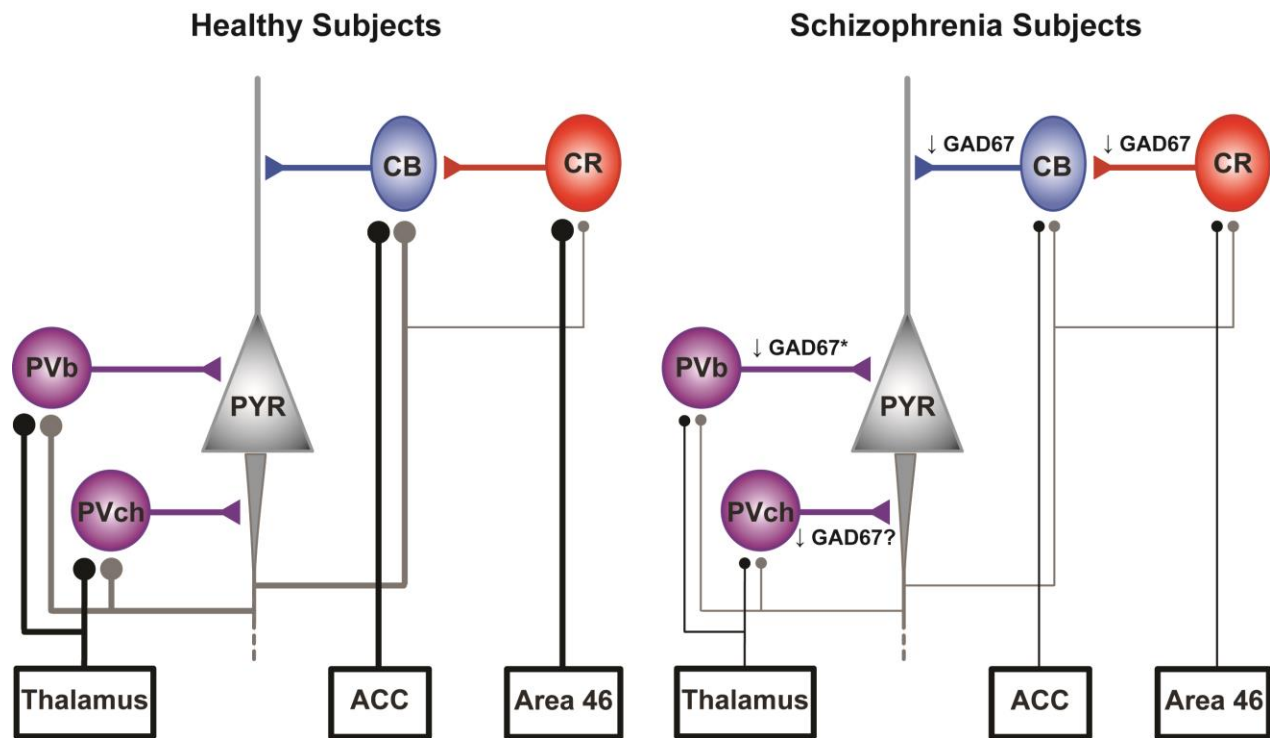 Healthy Subjects
CB
CR
PVb
PYR
PVch
Thalamus
ACC
Area 46
Schizophrenia Subjects
↓ GAD67
CB
↓ GAD67
CR
PVb
↓ GAD67*
PYR
PVch
↓ GAD67?
Thalamus
ACC
Area 46